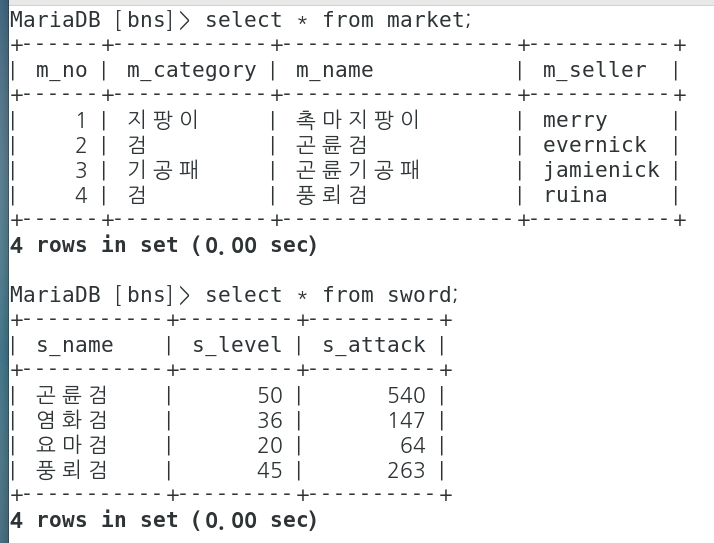 MariaDB [bns]> select * from market;
+------+------------+------------------+-----------+
| m_no | m_category | m_name | m_seller |
+------+------------+------------------+-----------+
| 1 | 지팡이 | 촉마지팡이 | merry |
| 2 | 검 | 곤륜검 | evernick |
| 3 | 기공패 | 곤륜기공패 | jamienick |
| 4 | 검 | 풍뢰검 | ruina |
+------+------------+------------------+-----------+
4 rows in set (0.00 sec)
MariaDB [bns]> select * from sword;
+-----------+---------+----------+
| s_name | s_level | s_attack |
+-----------+---------+----------+
| 곤륜검 | 50 | 540 |
| 염화검 | 36 | 147 |
| 요마검 | 20 | 64 |
| 풍뢰검 | 45 | 263 |
+-----------+---------+----------+
4 rows in set (0.00 sec)